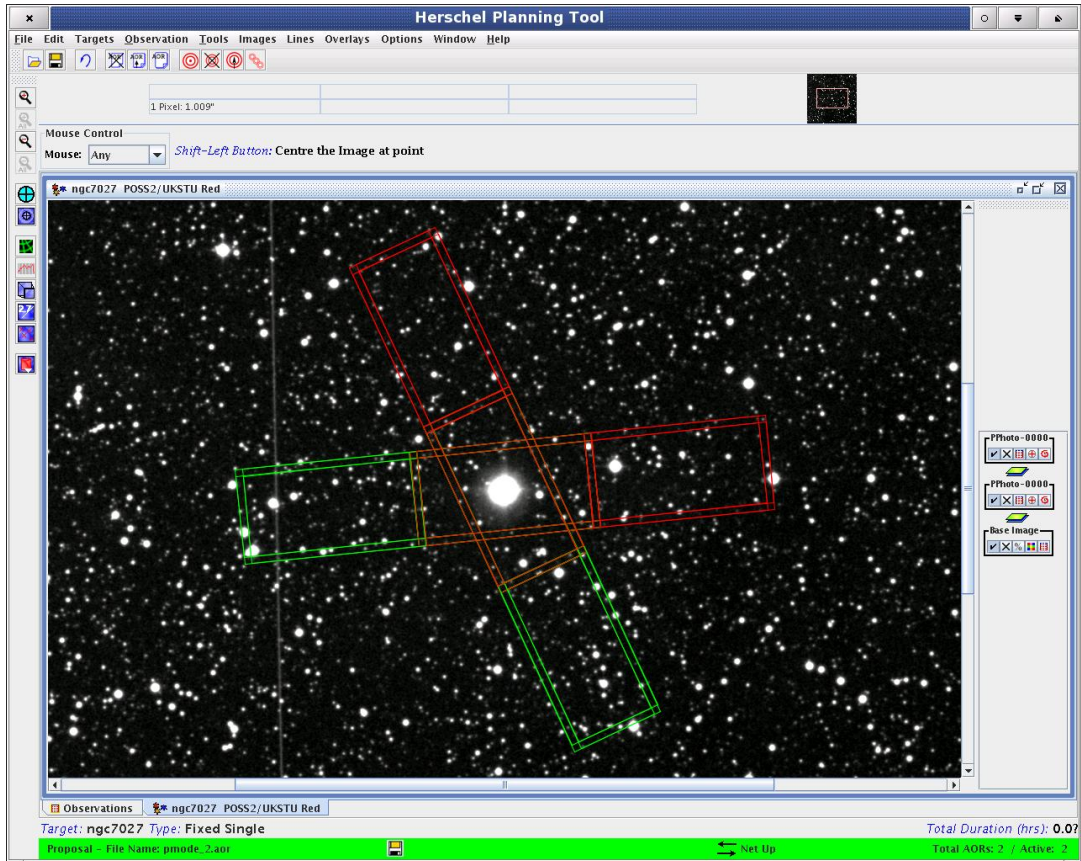 Herschel Planning Tool
File Edit Targets Observation Tools Images Lines Overlays Options Window Help
AOR AOR
1 Pixel: 1.009"
Mouse Control
Mouse: Any Shift-Left Button: Centre the Image at point
ngc7027 POSS2/UKSTU Red
PPhoto-0000
PPhoto-0000
Base Image
Observations ngc7027 POSS2/UKSTU Red
Target: ngc7027 Type: Fixed Single Total Duration (hrs): 0.0?
Proposal - File Name: pmode_2.aor Net Up Total AORs: 2 / Active: 2